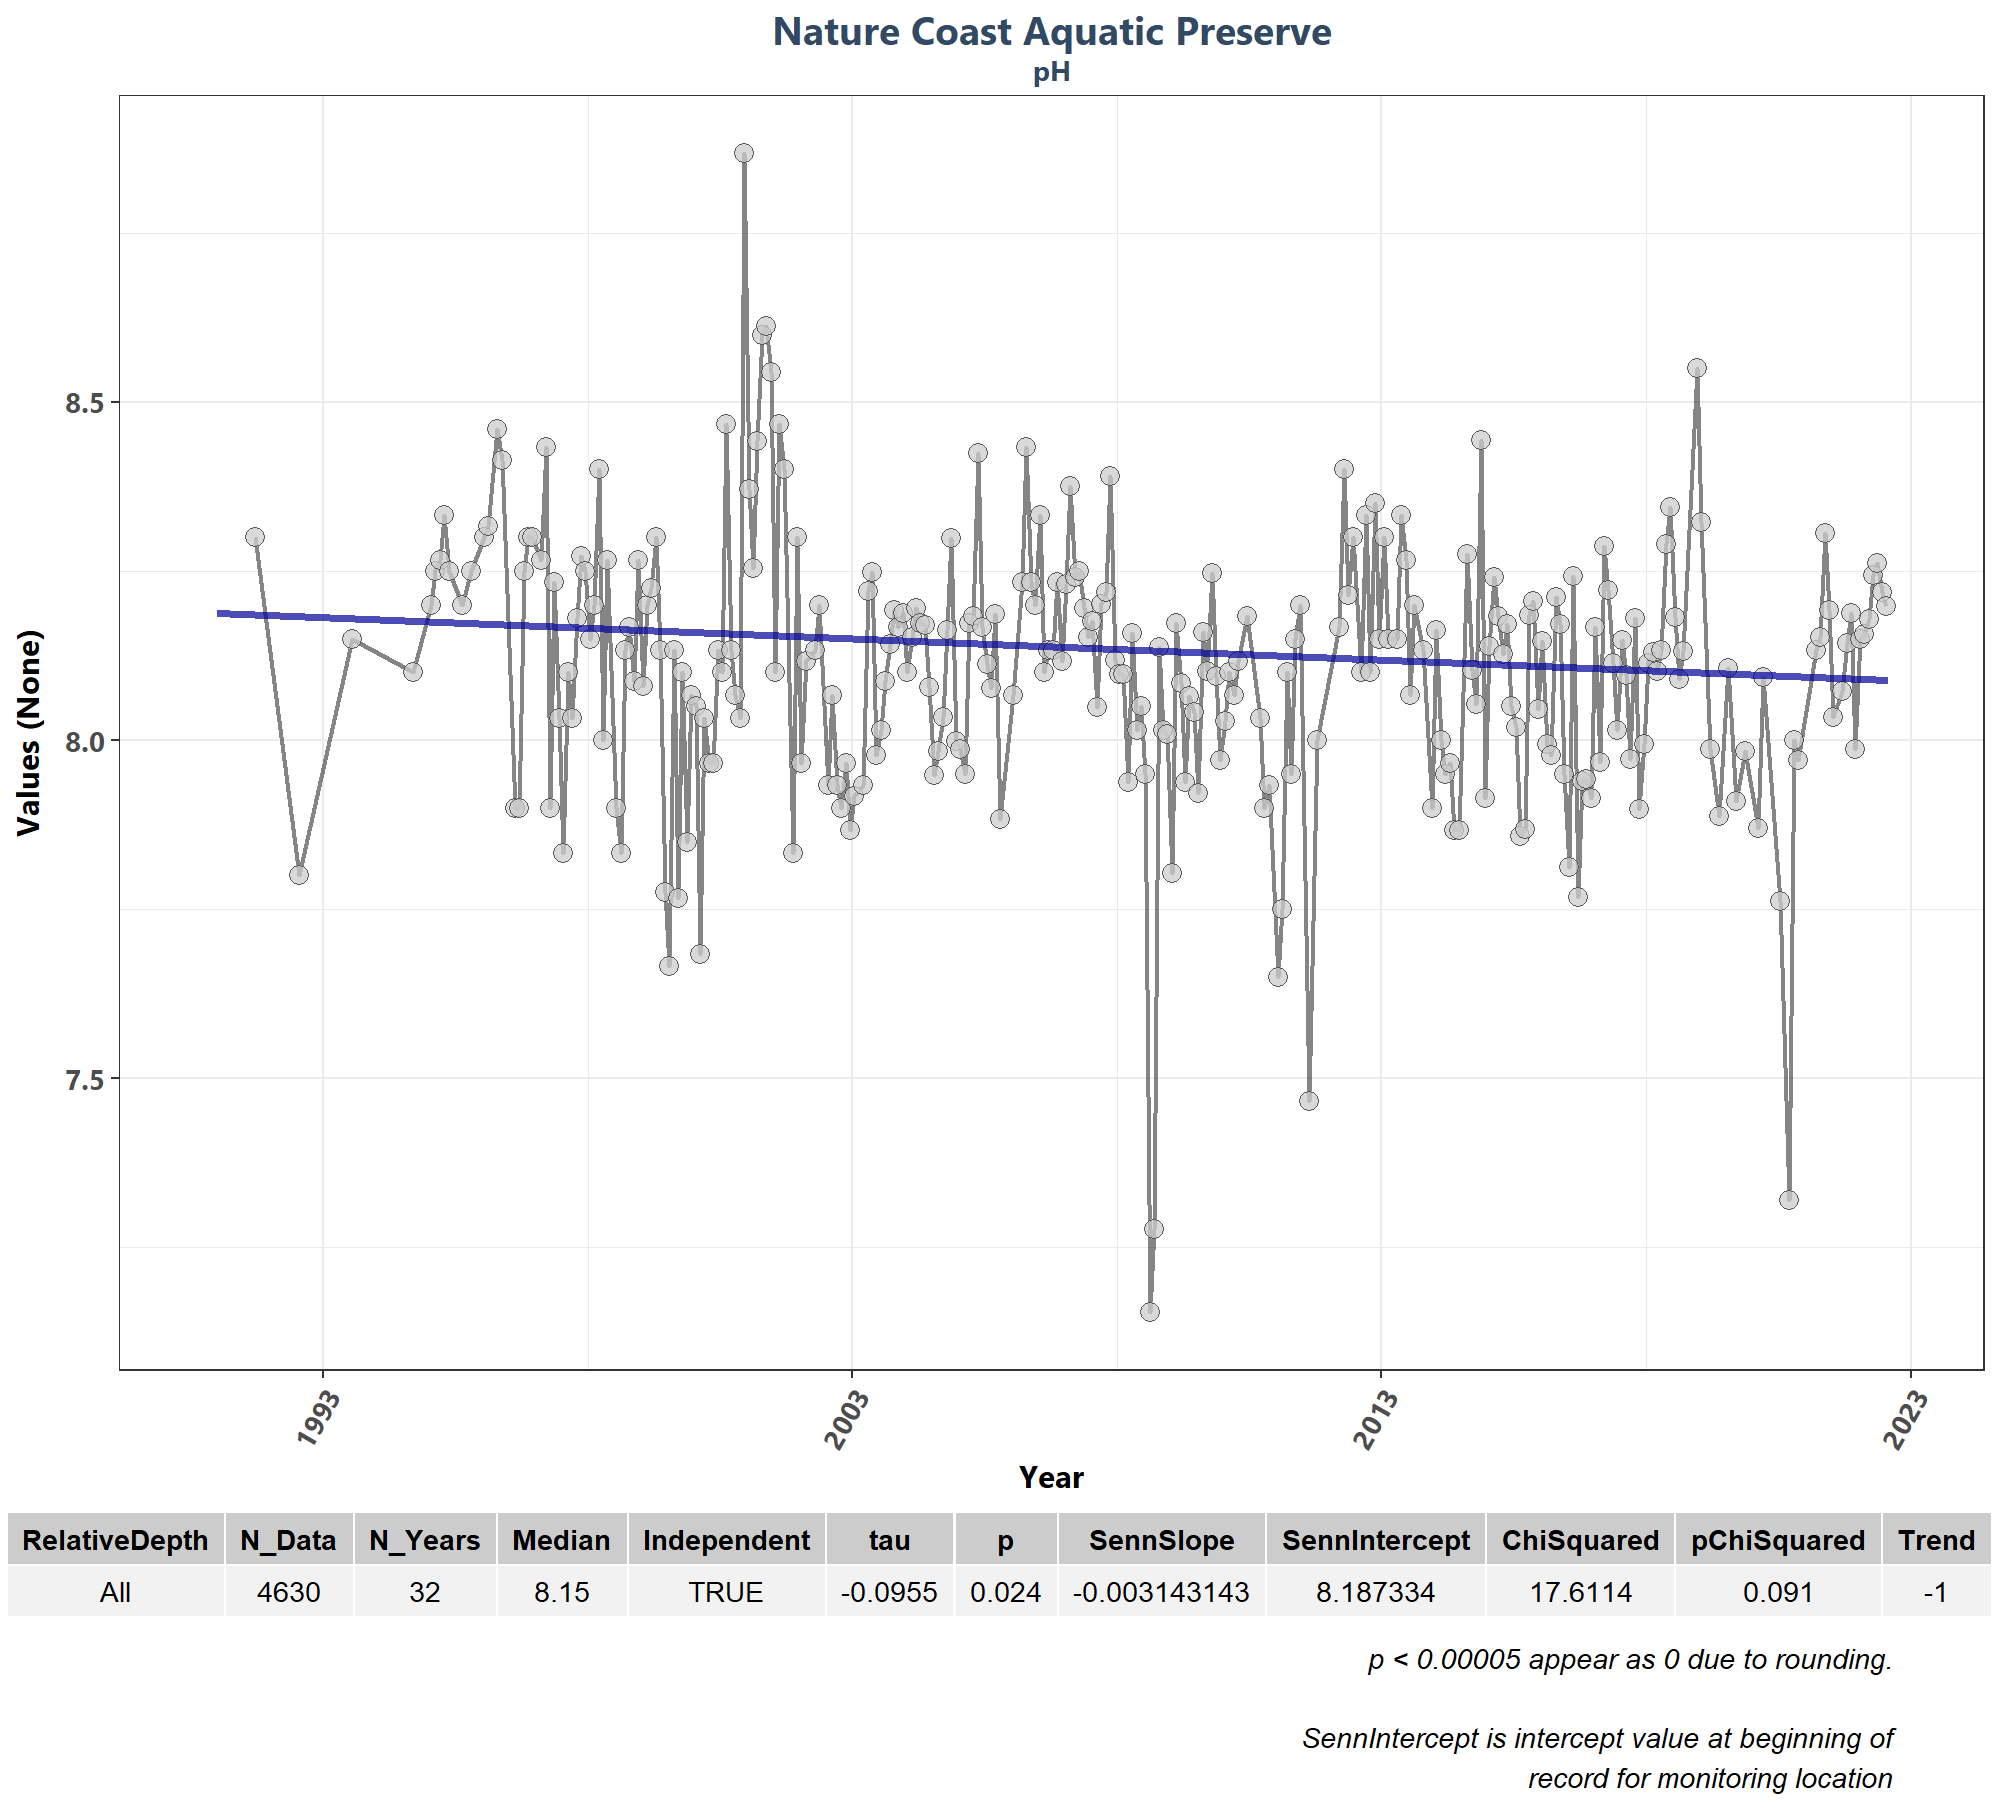 Nature Coast Aquatic Preserve
pH
Values (None)
8.5
8.0
7.5
1993
2003
2013
2023
Year
RelativeDepth N_Data N_Years Median Independent tau p SennSlope SennIntercept ChiSquared pChiSquared Trend
All 4630 32 8.15 TRUE -0.0955 0.024 -0.003143143 8.187334 17.6114 0.091 -1
p < 0.00005 appear as 0 due to rounding.
SennIntercept is intercept value at beginning of
record for monitoring location